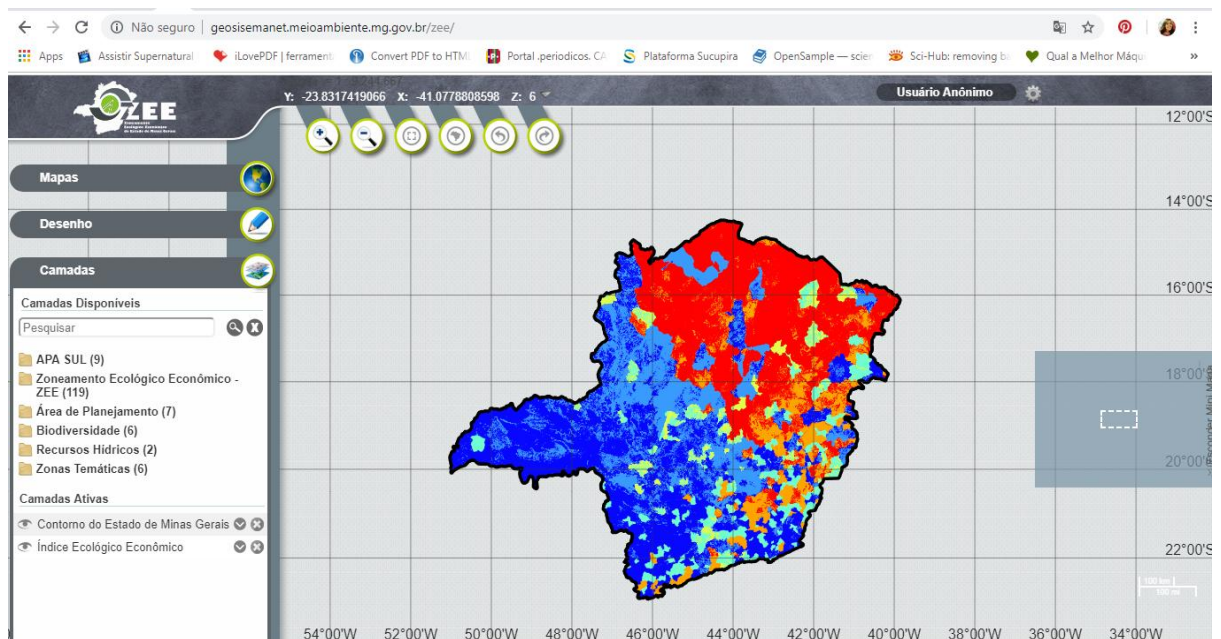 Não seguro | geosisemanet.meioambiente.mg.gov.br/zee/
Apps Assistir Supernatural iLovePDF | ferrament Convert PDF to HTM Portal .periodicos. CA Plataforma Sucupira OpenSample — scien Sci-Hub: removing b Qual a Melhor Máqu »
ZEE
Y: -23.8317419066 X: -41.0778808598 Z: 6
Usuário Anônimo
12°00'S
Mapas
14°00'S
Desenho
Camadas
16°00'S
Camadas Disponíveis
Pesquisar
APA SUL (9)
Zoneamento Ecológico Econômico -
ZEE (119)
18°00'S
Área de Planejamento (7)
Biodiversidade (6)
Recursos Hídricos (2)
20°00'S
Zonas Temáticas (6)
Camadas Ativas
Contorno do Estado de Minas Gerais
Índice Ecológico Econômico
22°00'S
100 km
100 mi
54°00'W 52°00'W 50°00'W 48°00'W 46°00'W 44°00'W 42°00'W 40°00'W 38°00'W 36°00'W 34°00'W